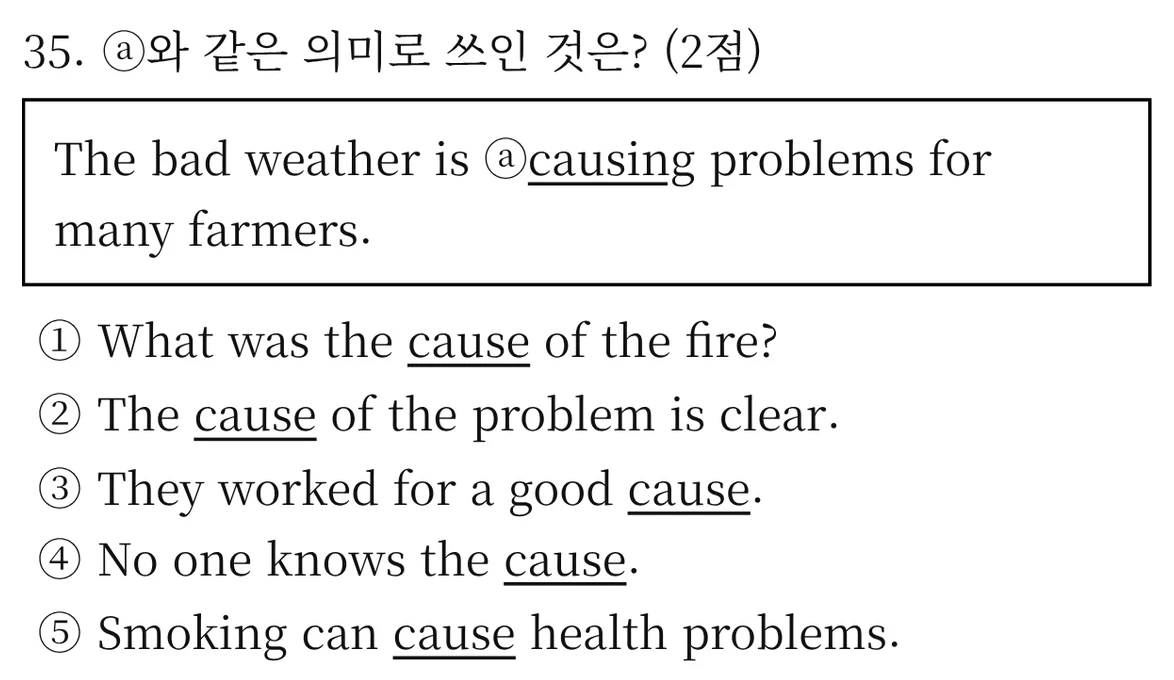 35. ⓐ와 같은 의미로 쓰인 것은? (2점)
The bad weather is ⓐcausing problems for
many farmers.
① What was the cause of the fire?
② The cause of the problem is clear.
③ They worked for a good cause.
④ No one knows the cause.
⑤ Smoking can cause health problems.